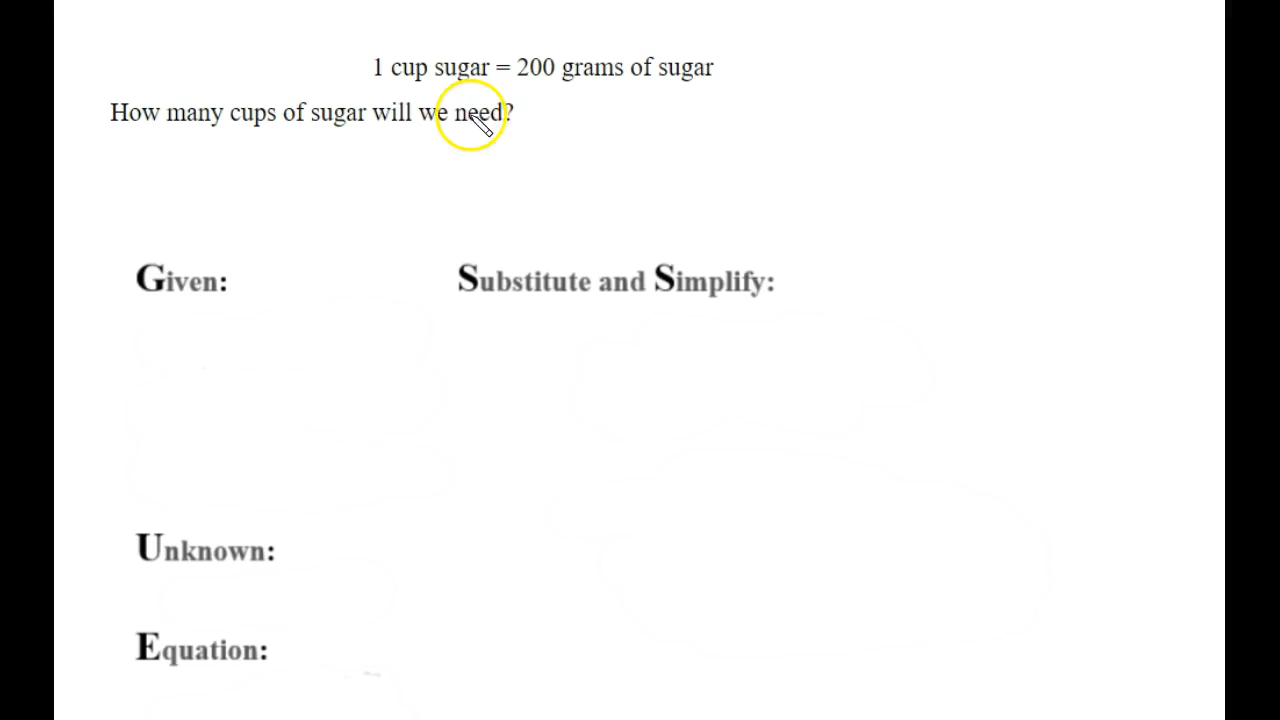 1 cup sugar = 200 grams of sugar
How many cups of sugar will we need?
Given:
Substitute and Simplify:
Unknown:
Equation: